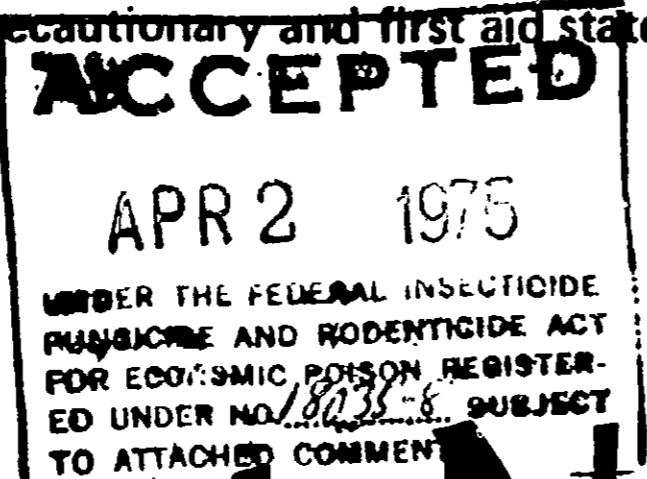 ecautionary and first aid state
ACCEPTED
APR 2 1975
UNDER THE FEDERAL INSECTICIDE
FUNGICIDE AND RODENTICIDE ACT
FOR ECONOMIC POISON REGISTER-
ED UNDER NO. 18035-8 SUBJECT
TO ATTACHED COMMENT